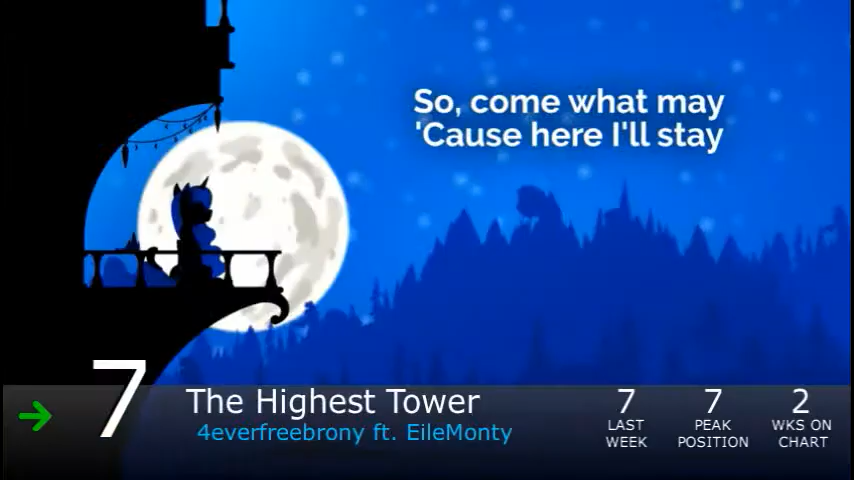 So, come what may
'Cause here I'll stay
7
The Highest Tower
4everfreebrony ft. EileMonty
7
LAST
WEEK
7
PEAK
POSITION
2
WKS ON
CHART